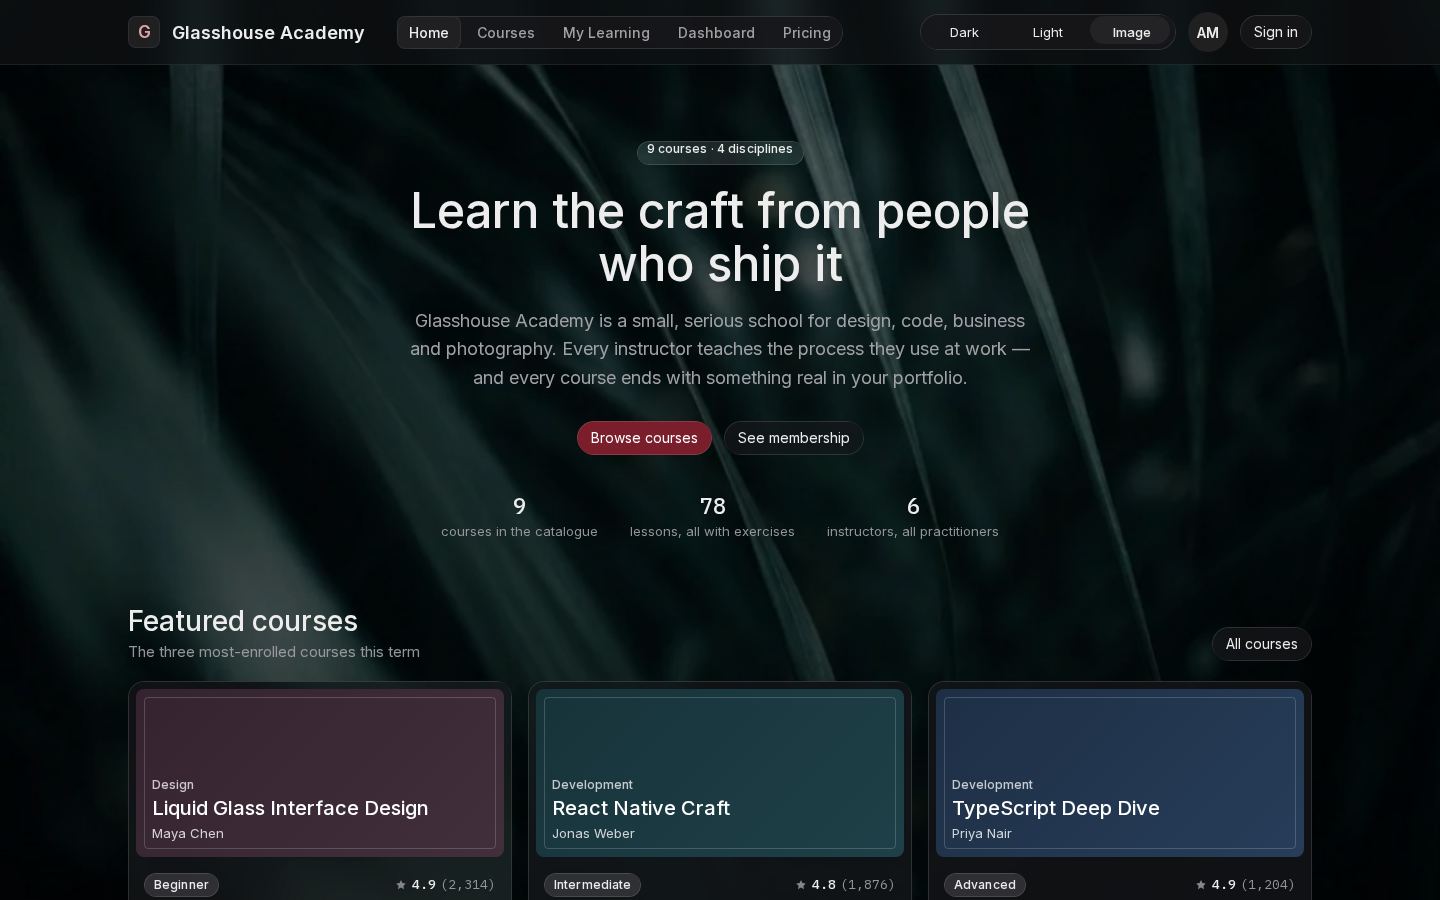 G Glasshouse Academy Home Courses My Learning Dashboard Pricing Dark Light Image AM Sign in
9 courses · 4 disciplines
Learn the craft from people
who ship it
Glasshouse Academy is a small, serious school for design, code, business
and photography. Every instructor teaches the process they use at work —
and every course ends with something real in your portfolio.
Browse courses See membership
9 78 6
courses in the catalogue lessons, all with exercises instructors, all practitioners
Featured courses
The three most-enrolled courses this term
All courses
Design
Liquid Glass Interface Design
Maya Chen
Beginner ★ 4.9 (2,314)
Development
React Native Craft
Jonas Weber
Intermediate ★ 4.8 (1,876)
Development
TypeScript Deep Dive
Priya Nair
Advanced ★ 4.9 (1,204)